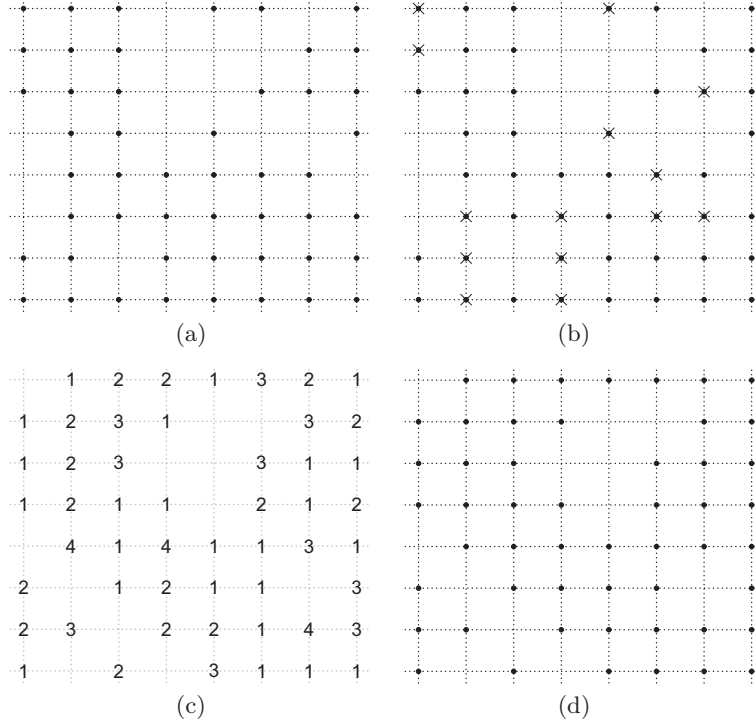 (a) (b)
1 2 2 1 3 2 1
1 2 3 1 3 2
1 2 3 3 1 1
1 2 1 1 2 1 2
4 1 4 1 1 3 1
2 1 2 1 1 3
2 3 2 2 1 4 3
1 2 3 1 1 1
(c) (d)